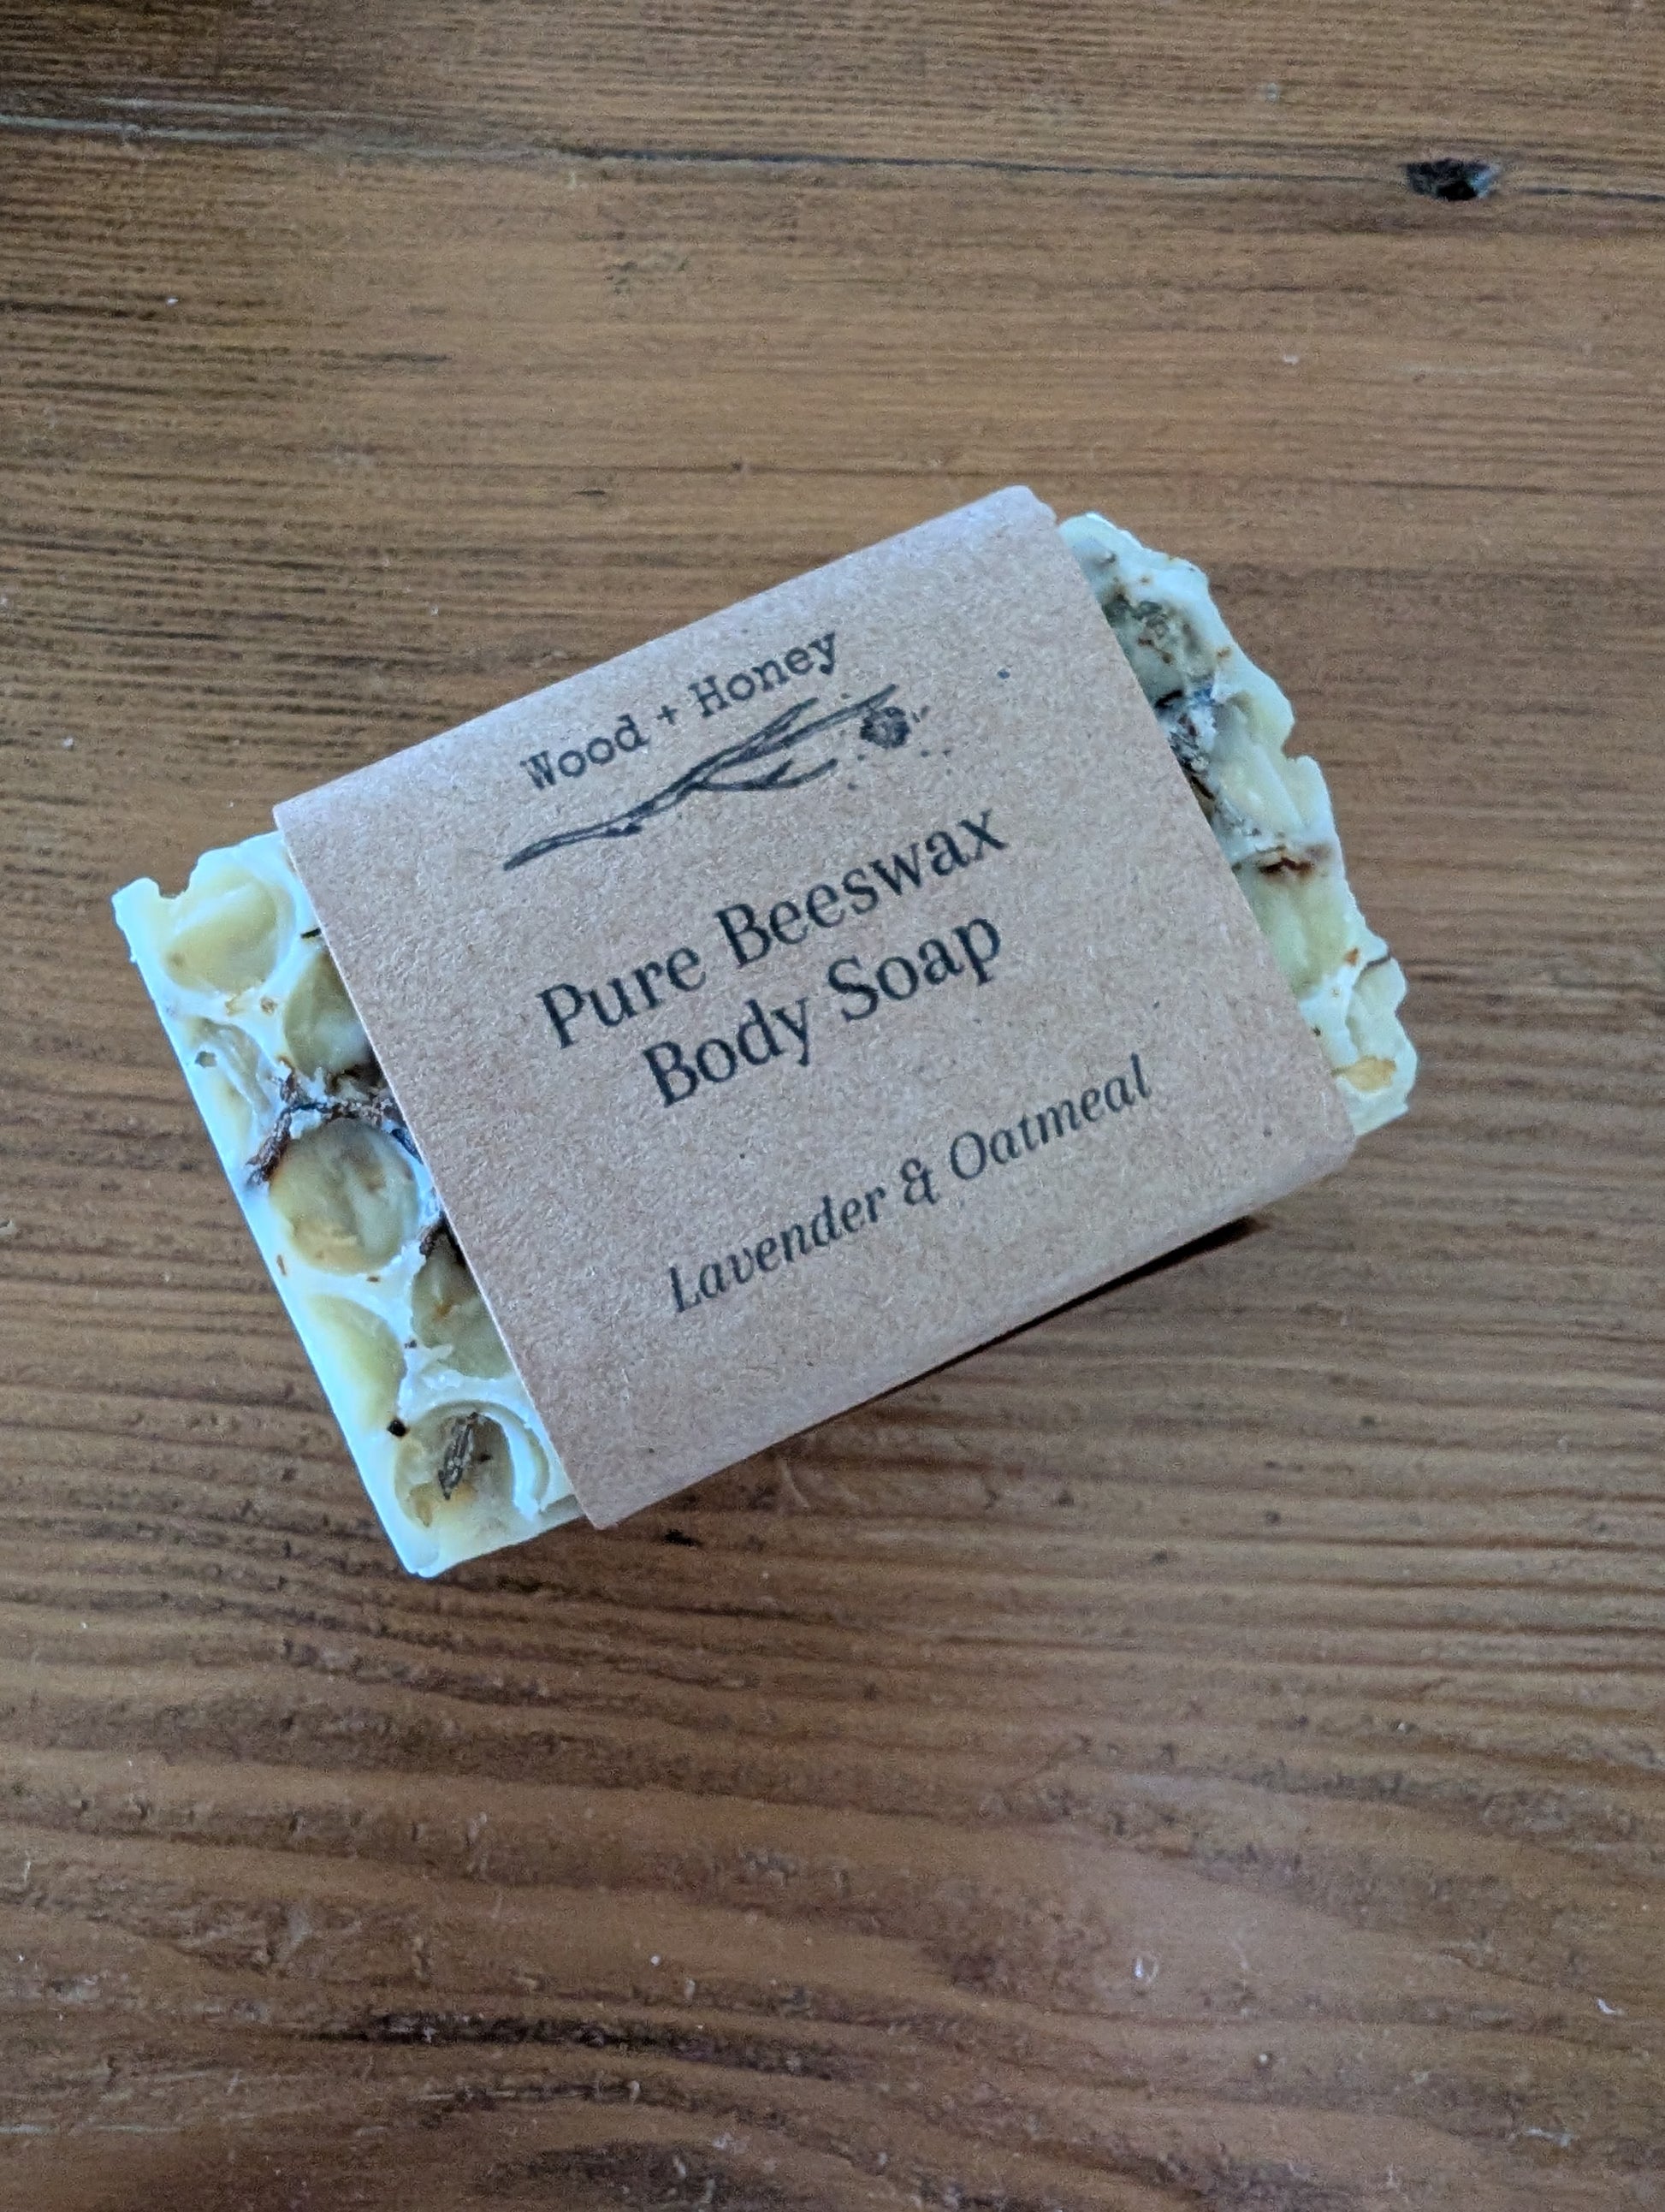 Wood + Honey
Pure Beeswax
Body Soap
Lavender & Oatmeal